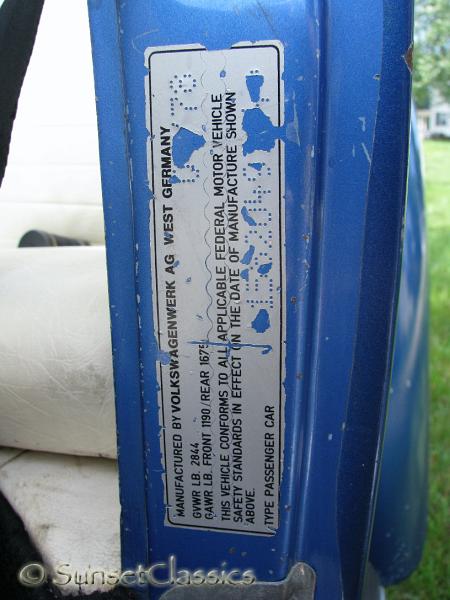 MANUFACTURED BY VOLKSWAGENWERK AG WEST GERMANY
/78
GVWR LB. 2844
GAWR LB. FRONT 1190/REAR 1675
THIS VEHICLE CONFORMS TO ALL APPLICABLE FEDERAL MOTOR VEHICLE
SAFETY STANDARDS IN EFFECT ON THE DATE OF MANUFACTURE SHOWN
ABOVE.
TYPE PASSENGER CAR
© SunsetClassics